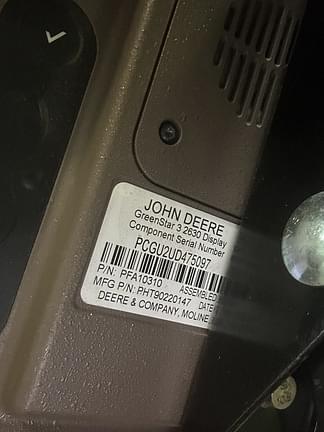 JOHN DEERE
GreenStar 3 2630 Display
Component Serial Number
PCGU2UD475097
P/N: PFA10310 ASSEMBLED
MFG P/N: PHT90220147 DATE
DEERE & COMPANY, MOLINE,